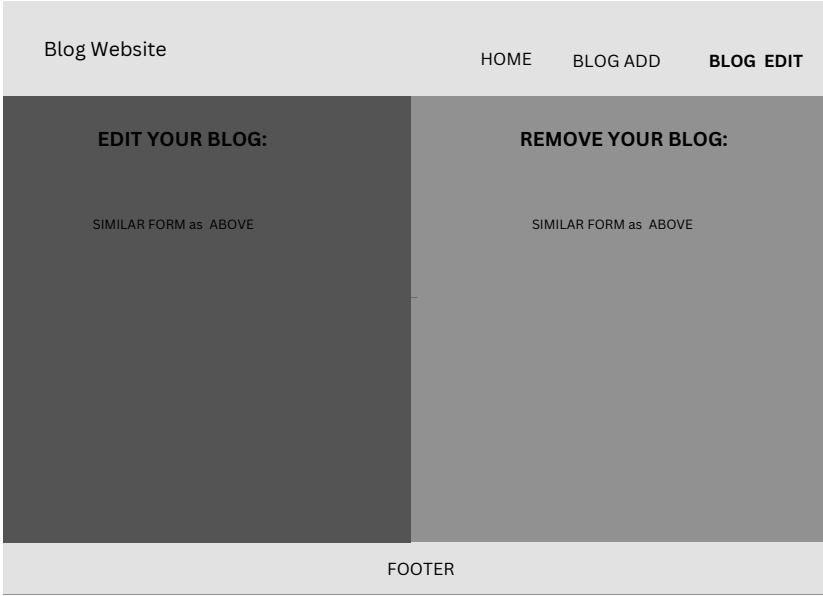 Blog Website
HOME
BLOG ADD
BLOG EDIT
EDIT YOUR BLOG:
REMOVE YOUR BLOG:
SIMILAR FORM as ABOVE
SIMILAR FORM as ABOVE
FOOTER